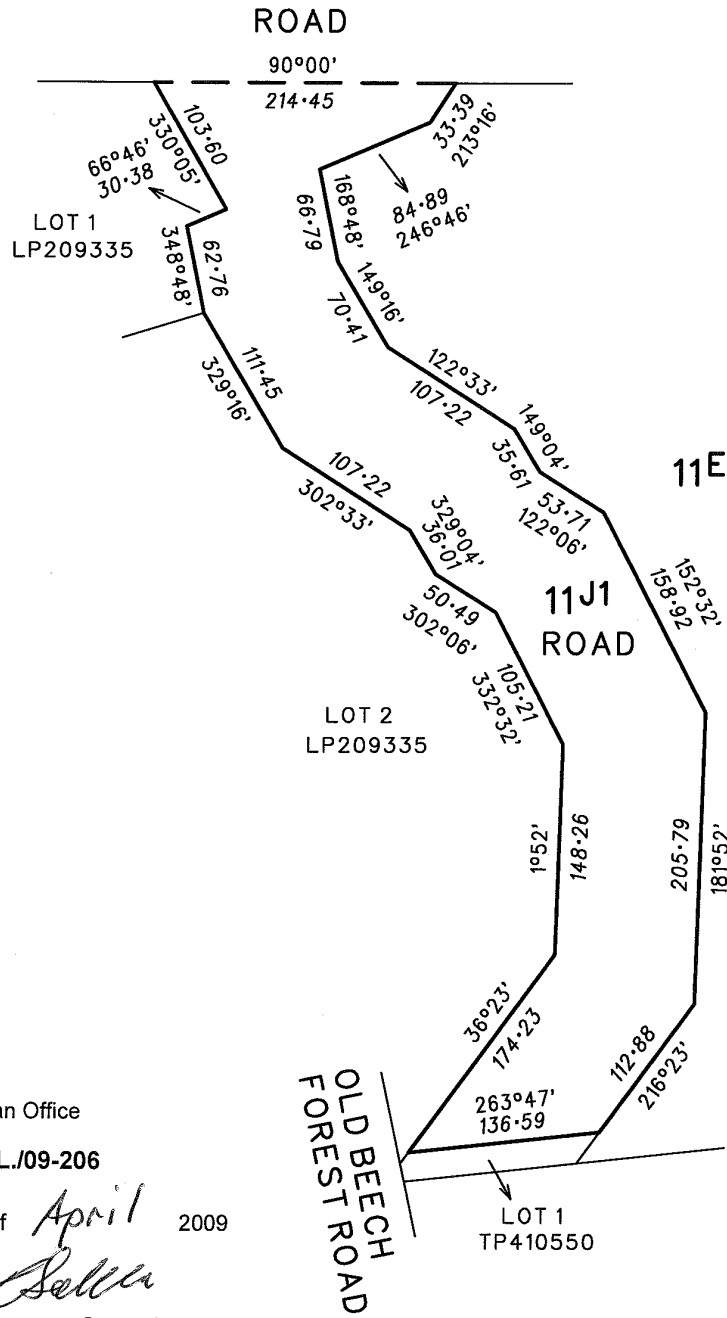 ROAD
90°00'
214·45
103·60
330°05'
66°46'
30·38
33·39
213°16'
84·89
246°46'
LOT 1
LP209335
348°48'
62·76
168°48'
66·79
149°16'
70·41
111·45
329°16'
122°33'
107·22
149°04'
35·61
53·71
122°06'
11E
107·22
302°33'
329°04'
36·01
50·49
302°06'
11J1
ROAD
152°32'
158·92
105·21
332°32'
LOT 2
LP209335
1°52'
148·26
205·79
181°52'
36°23'
174·23
112·88
216°23'
263°47'
136·59
OLD BEECH
FOREST ROAD
LOT 1
TP410550
an Office
L./09-206
f April 2009